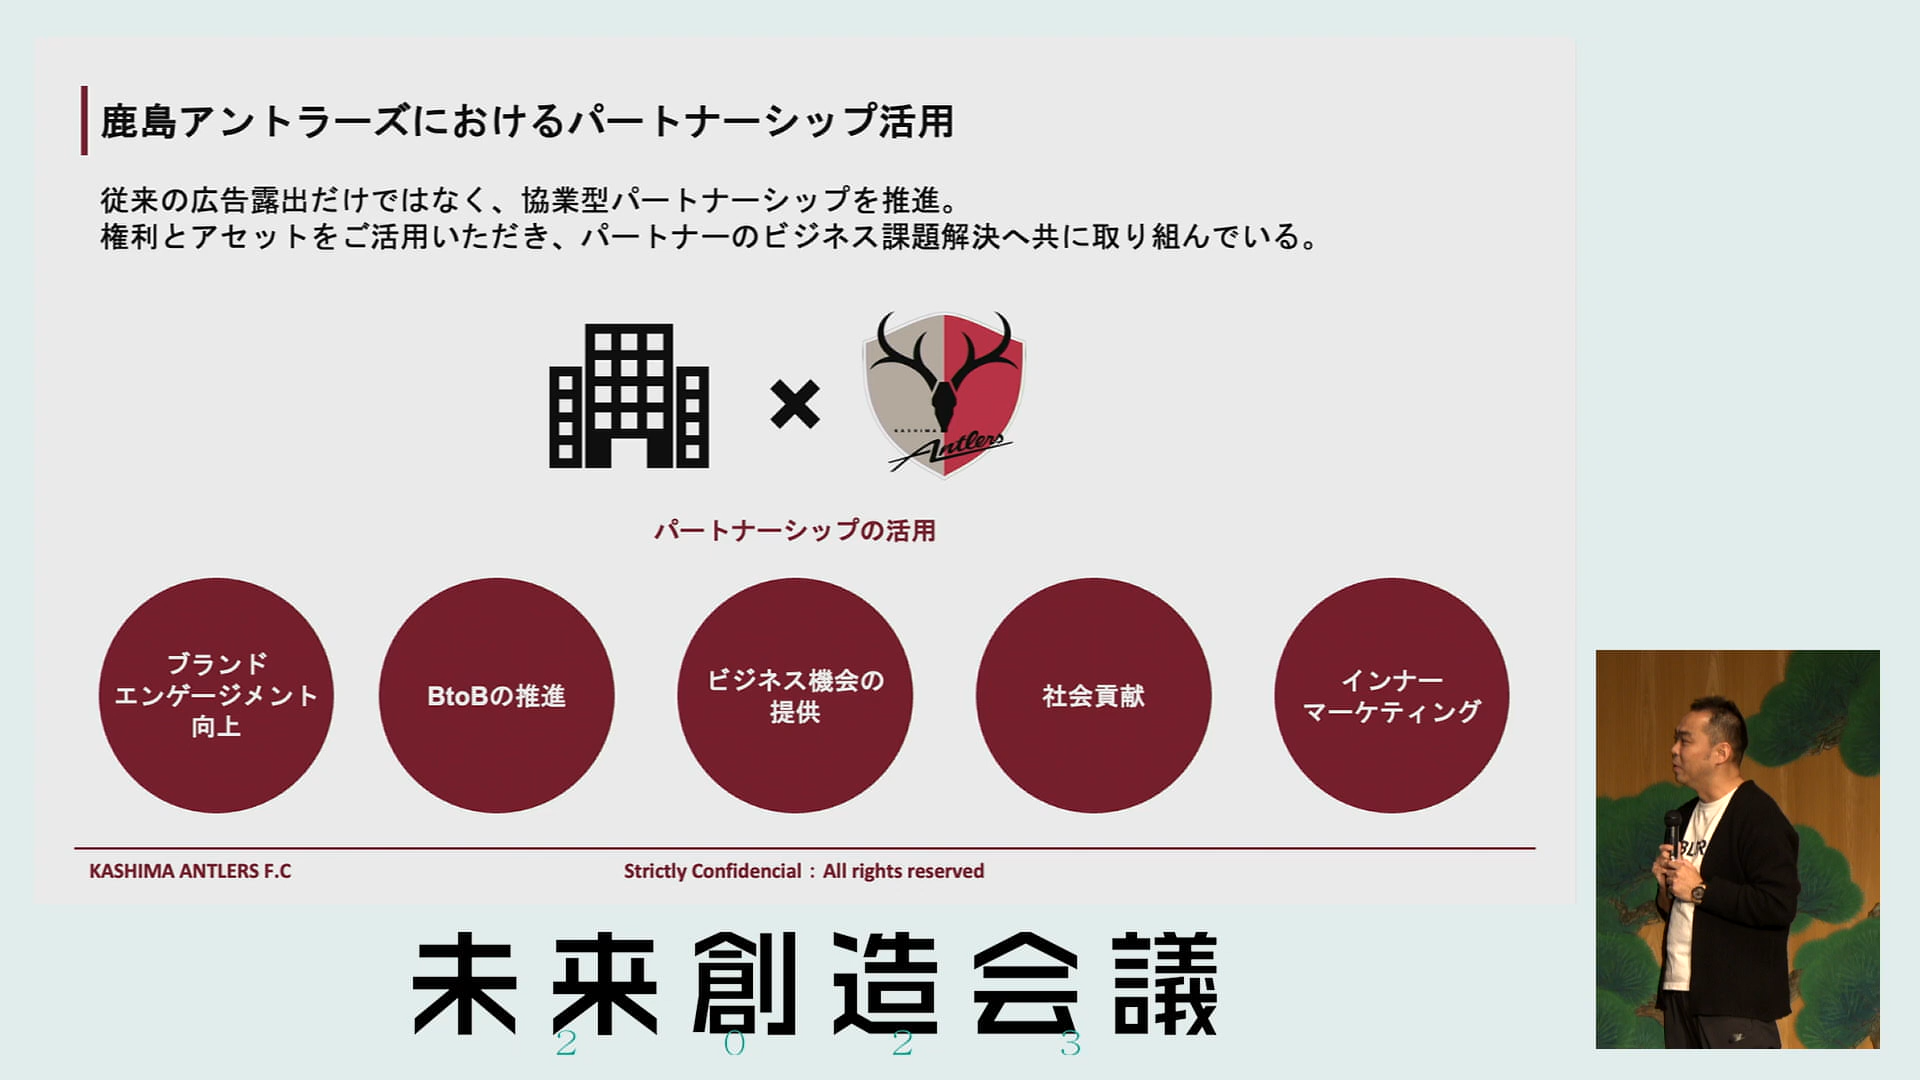 鹿島アントラーズにおけるパートナーシップ活用
従来の広告露出だけではなく、協業型パートナーシップを推進。
権利とアセットをご活用いただき、パートナーのビジネス課題解決へ共に取り組んでいる。
KASHIMA
Antlers
パートナーシップの活用
ブランド
エンゲージメント
向上
BtoBの推進
ビジネス機会の
提供
社会貢献
インナー
マーケティング
KASHIMA ANTLERS F.C
Strictly Confidencial : All rights reserved
未来創造会議
2023